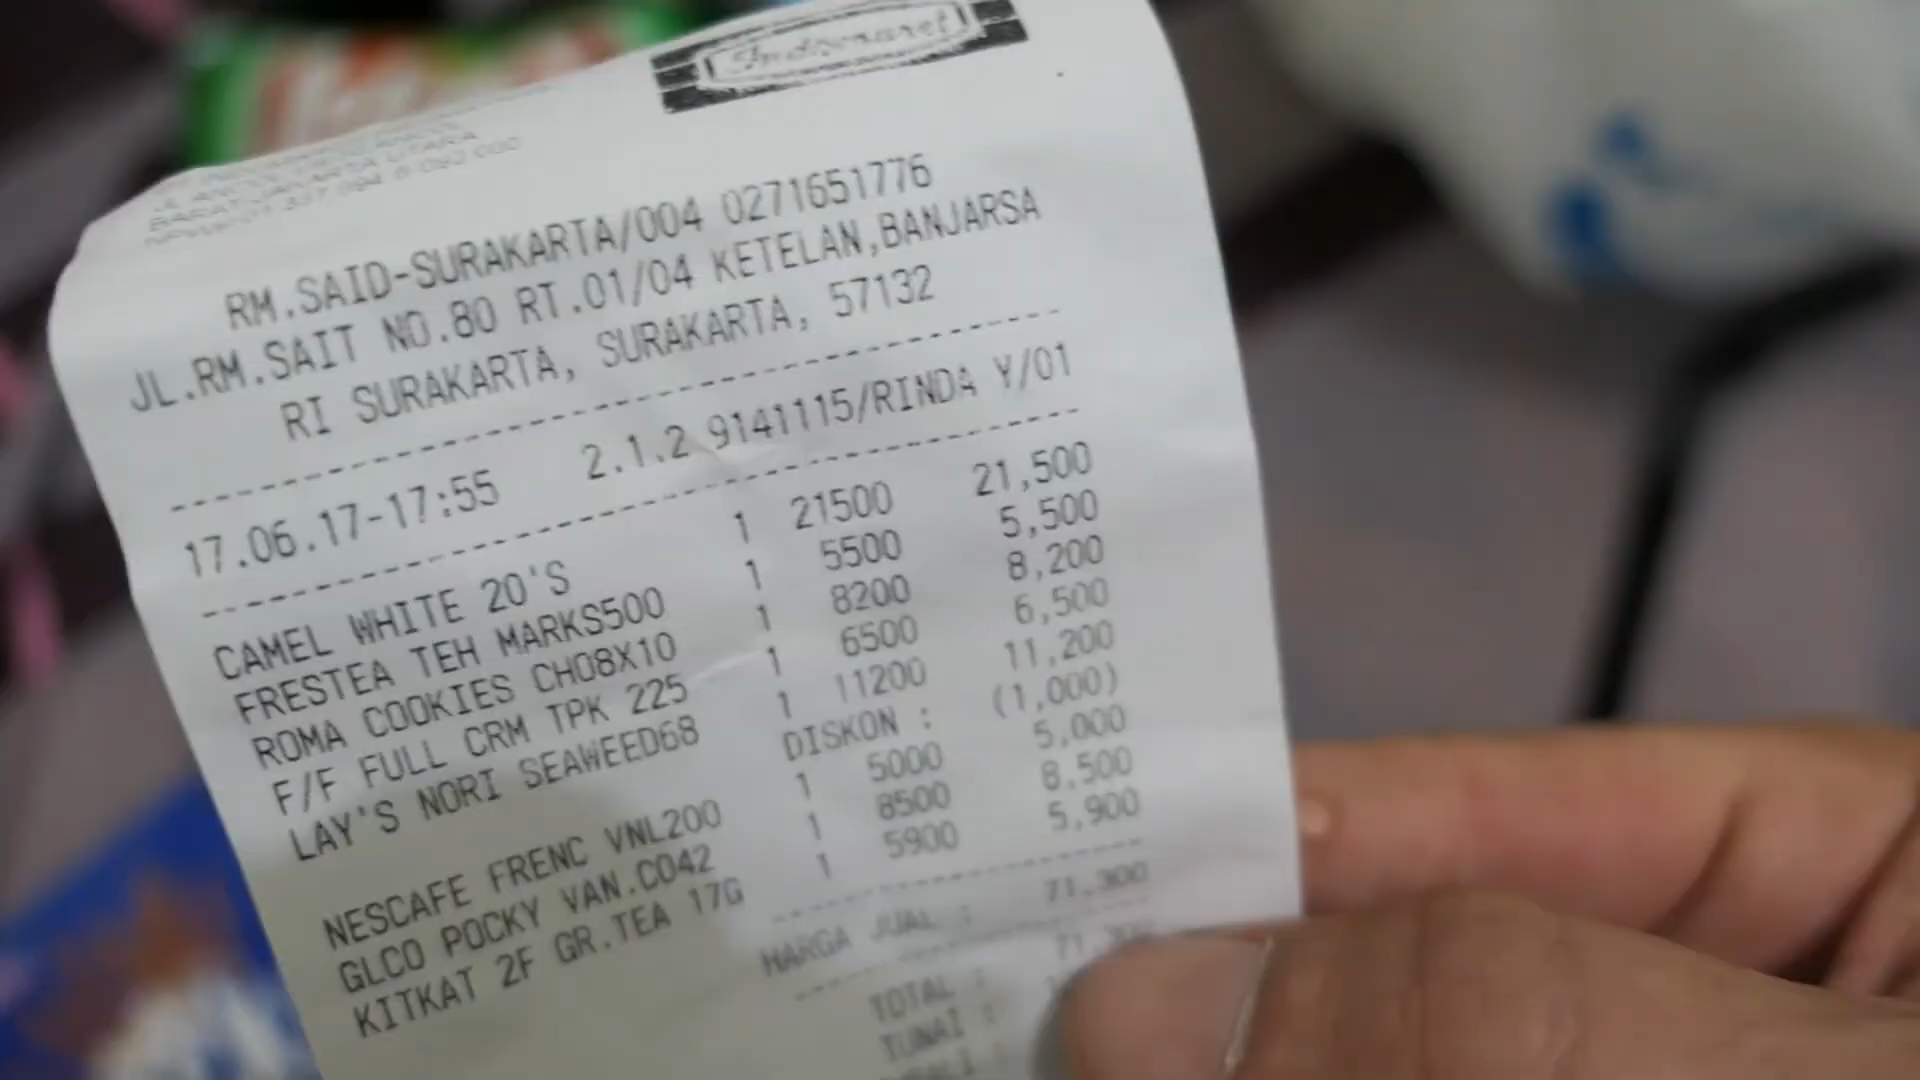 Indomaret
RM.SAID-SURAKARTA/004 0271651776
JL.RM.SAIT NO.80 RT.01/04 KETELAN,BANJARSA
RI SURAKARTA, SURAKARTA, 57132
17.06.17-17:55 2.1.2 9141115/RINDA Y/01
CAMEL WHITE 20'S 1 21500 21,500
FRESTEA TEH MARKS500 1 5500 5,500
ROMA COOKIES CHO8X10 1 8200 8,200
F/F FULL CRM TPK 225 1 6500 6,500
LAY'S NORI SEAWEED68 1 11200 11,200
DISKON : (1,000)
NESCAFE FRENC VNL200 1 5000 5,000
GLCO POCKY VAN.CO42 1 8500 8,500
KITKAT 2F GR.TEA 17G 1 5900 5,900
HARGA JUAL : 71,300
TOTAL :
TUNAI :